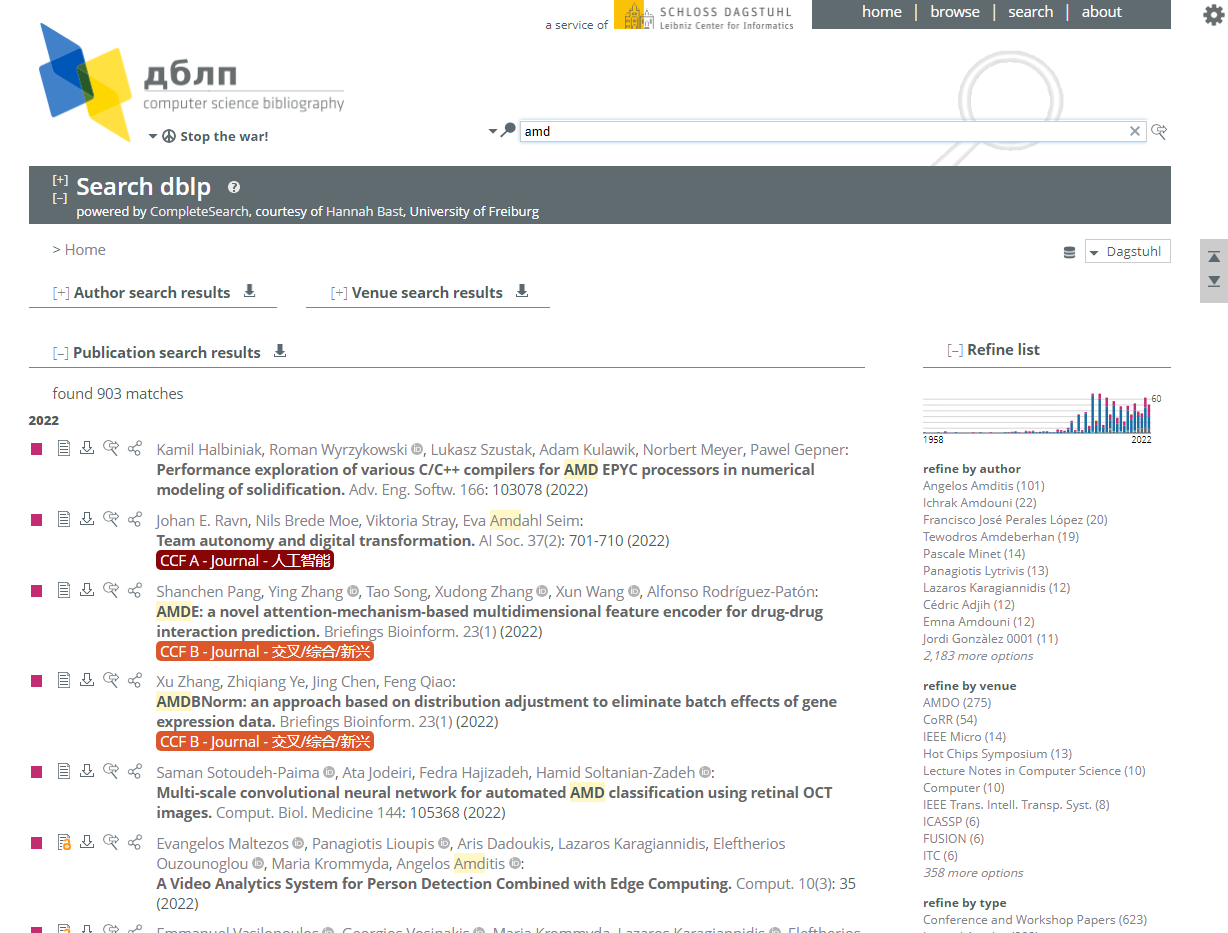 a service of SCHLOSS DAGSTUHL
Leibniz Center for Informatics
home | browse | search | about
дблп
computer science bibliography
Stop the war!
amd
[+] Search dblp ?
[–] powered by CompleteSearch, courtesy of Hannah Bast, University of Freiburg
> Home
Dagstuhl
[+] Author search results
[+] Venue search results
[–] Publication search results
found 903 matches
2022
Kamil Halbiniak, Roman Wyrzykowski, Lukasz Szustak, Adam Kulawik, Norbert Meyer, Pawel Gepner:
Performance exploration of various C/C++ compilers for AMD EPYC processors in numerical
modeling of solidification. Adv. Eng. Softw. 166: 103078 (2022)
Johan E. Ravn, Nils Brede Moe, Viktoria Stray, Eva Amdahl Seim:
Team autonomy and digital transformation. AI Soc. 37(2): 701-710 (2022)
CCF A - Journal - 人工智能
Shanchen Pang, Ying Zhang, Tao Song, Xudong Zhang, Xun Wang, Alfonso Rodríguez-Patón:
AMDE: a novel attention-mechanism-based multidimensional feature encoder for drug-drug
interaction prediction. Briefings Bioinform. 23(1) (2022)
CCF B - Journal - 交叉/综合/新兴
Xu Zhang, Zhiqiang Ye, Jing Chen, Feng Qiao:
AMDBNorm: an approach based on distribution adjustment to eliminate batch effects of gene
expression data. Briefings Bioinform. 23(1) (2022)
CCF B - Journal - 交叉/综合/新兴
Saman Sotoudeh-Paima, Ata Jodeiri, Fedra Hajizadeh, Hamid Soltanian-Zadeh:
Multi-scale convolutional neural network for automated AMD classification using retinal OCT
images. Comput. Biol. Medicine 144: 105368 (2022)
Evangelos Maltezos, Panagiotis Lioupis, Aris Dadoukis, Lazaros Karagiannidis, Eleftherios
Ouzounoglou, Maria Krommyda, Angelos Amditis:
A Video Analytics System for Person Detection Combined with Edge Computing. Comput. 10(3): 35
(2022)
Emmanuel Vasilopoulos, Georgios Vosinakis, Maria Krommyda, Lazaros Karagiannidis, Eleftherios
[–] Refine list
60
1958 2022
refine by author
Angelos Amditis (101)
Ichrak Amdouni (22)
Francisco José Perales López (20)
Tewodros Amdeberhan (19)
Pascale Minet (14)
Panagiotis Lytrivis (13)
Lazaros Karagiannidis (12)
Cédric Adjih (12)
Emna Amdouni (12)
Jordi Gonzàlez 0001 (11)
2,183 more options
refine by venue
AMDO (275)
CoRR (54)
IEEE Micro (14)
Hot Chips Symposium (13)
Lecture Notes in Computer Science (10)
Computer (10)
IEEE Trans. Intell. Transp. Syst. (8)
ICASSP (6)
FUSION (6)
ITC (6)
358 more options
refine by type
Conference and Workshop Papers (623)